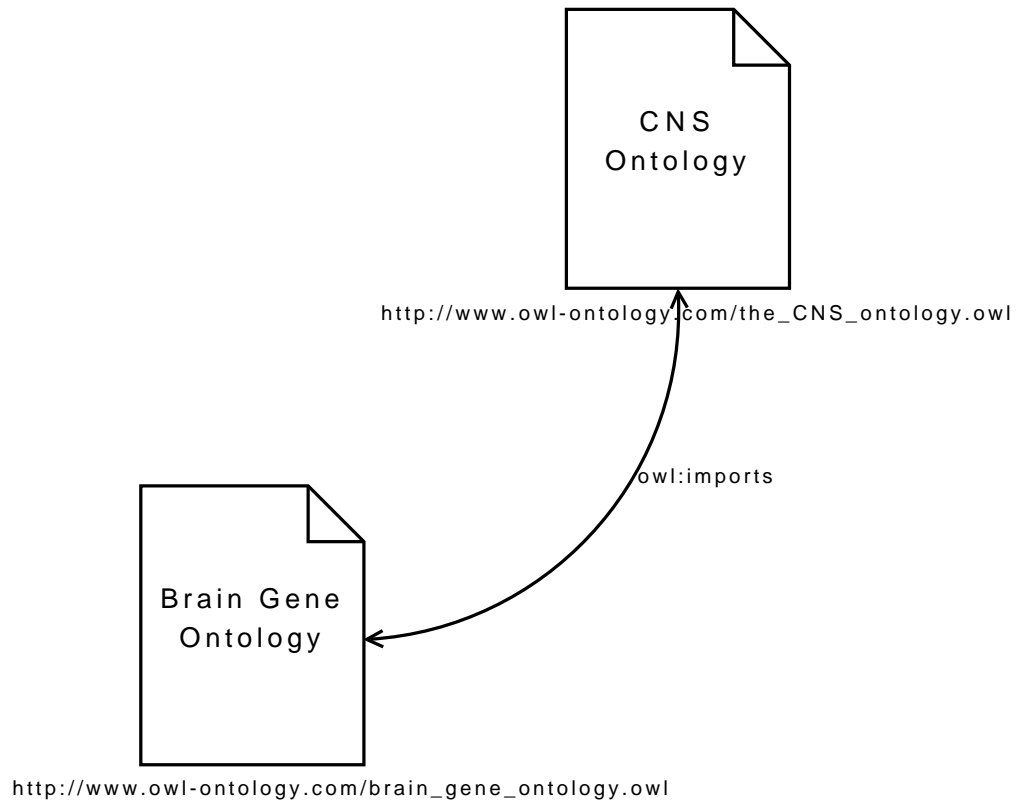 CNS
Ontology
http://www.owl-ontology.com/the_CNS_ontology.owl
owl:imports
Brain Gene
Ontology
http://www.owl-ontology.com/brain_gene_ontology.owl